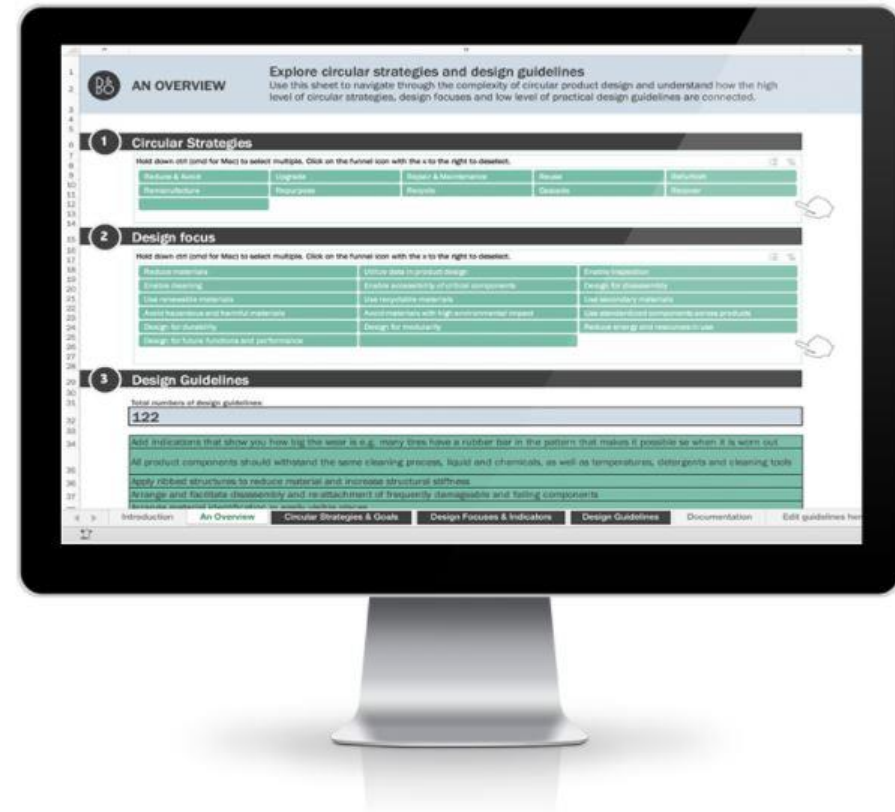 B&O
AN OVERVIEW
Explore circular strategies and design guidelines
Use this sheet to navigate through the complexity of circular product design and understand how the high
level of circular strategies, design focuses and low level of practical design guidelines are connected.
1 Circular Strategies
Hold down ctrl (cmd for Mac) to select multiple. Click on the funnel icon with the x to the right to deselect.
Reduce & Avoid Upgrade Repair & Maintenance Reuse Refurbish
Remanufacture Repurpose Recycle Cascade Recover
2 Design focus
Hold down ctrl (cmd for Mac) to select multiple. Click on the funnel icon with the x to the right to deselect.
Reduce materials Utilize data in product design Enable inspection
Enable cleaning Enable accessibility of critical components Design for disassembly
Use renewable materials Use recyclable materials Use secondary materials
Avoid hazardous and harmful materials Avoid materials with high environmental impact Use standardized components across products
Design for durability Design for modularity Reduce energy and resources in use
Design for future functions and performance
3 Design Guidelines
Total numbers of design guidelines:
122
Add indications that show you how big the wear is e.g. many tires have a rubber bar in the pattern that makes it possible se when it is worn out
All product components should withstand the same cleaning process, liquid and chemicals, as well as temperatures, detergents and cleaning tools
Apply ribbed structures to reduce material and increase structural stiffness
Arrange and facilitate disassembly and re-attachment of frequently damageable and failing components
Arrange material identification in easily visible places
Introduction An Overview Circular Strategies & Goals Design Focuses & Indicators Design Guidelines Documentation Edit guidelines her